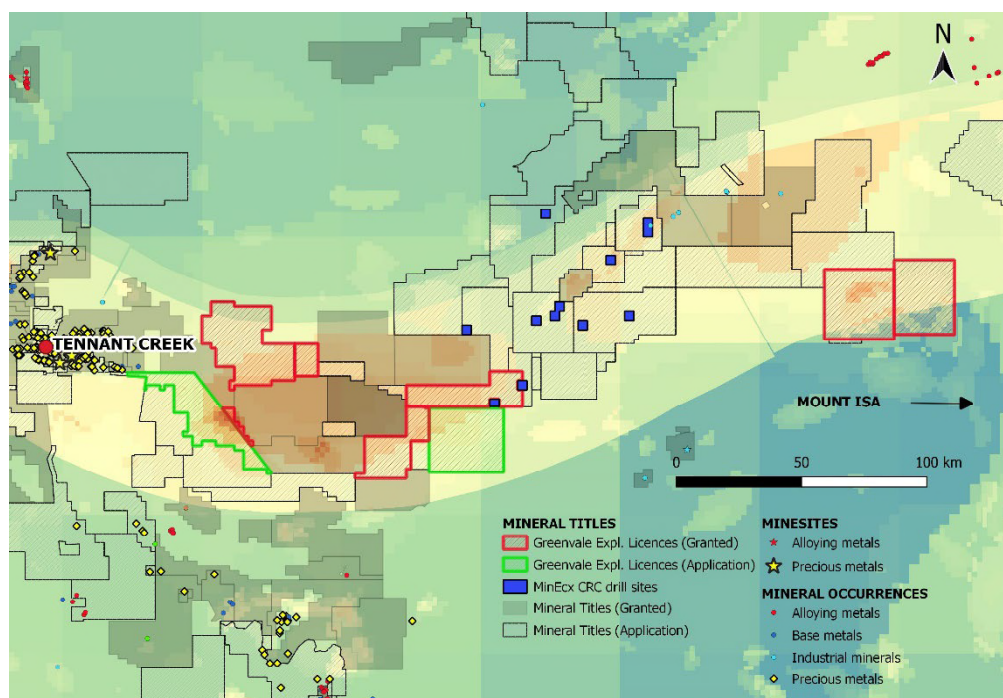 N
TENNANT CREEK
MOUNT ISA
0 50 100 km
MINERAL TITLES
Greenvale Expl. Licences (Granted)
Greenvale Expl. Licences (Application)
MinEcx CRC drill sites
Mineral Titles (Granted)
Mineral Titles (Application)
MINESITES
Alloying metals
Precious metals
MINERAL OCCURRENCES
Alloying metals
Base metals
Industrial minerals
Precious metals